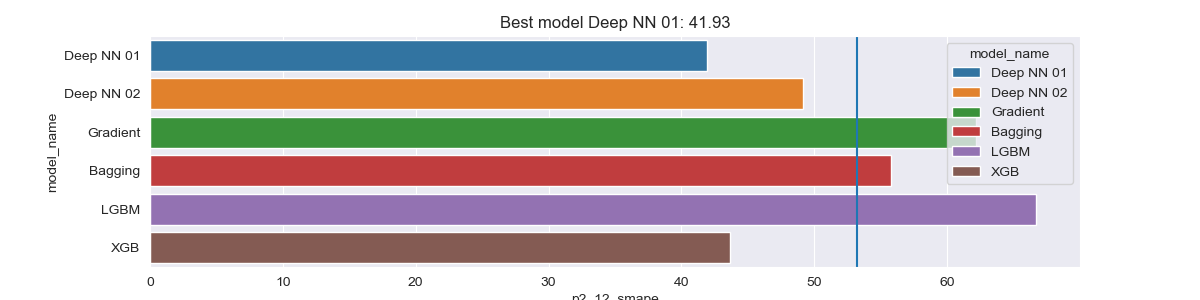 Best model Deep NN 01: 41.93
model_name
Deep NN 01
Deep NN 02
Gradient
Bagging
LGBM
XGB
model_name
Deep NN 01
Deep NN 02
Gradient
Bagging
LGBM
XGB
0 10 20 30 40 50 60
p2_12_smape